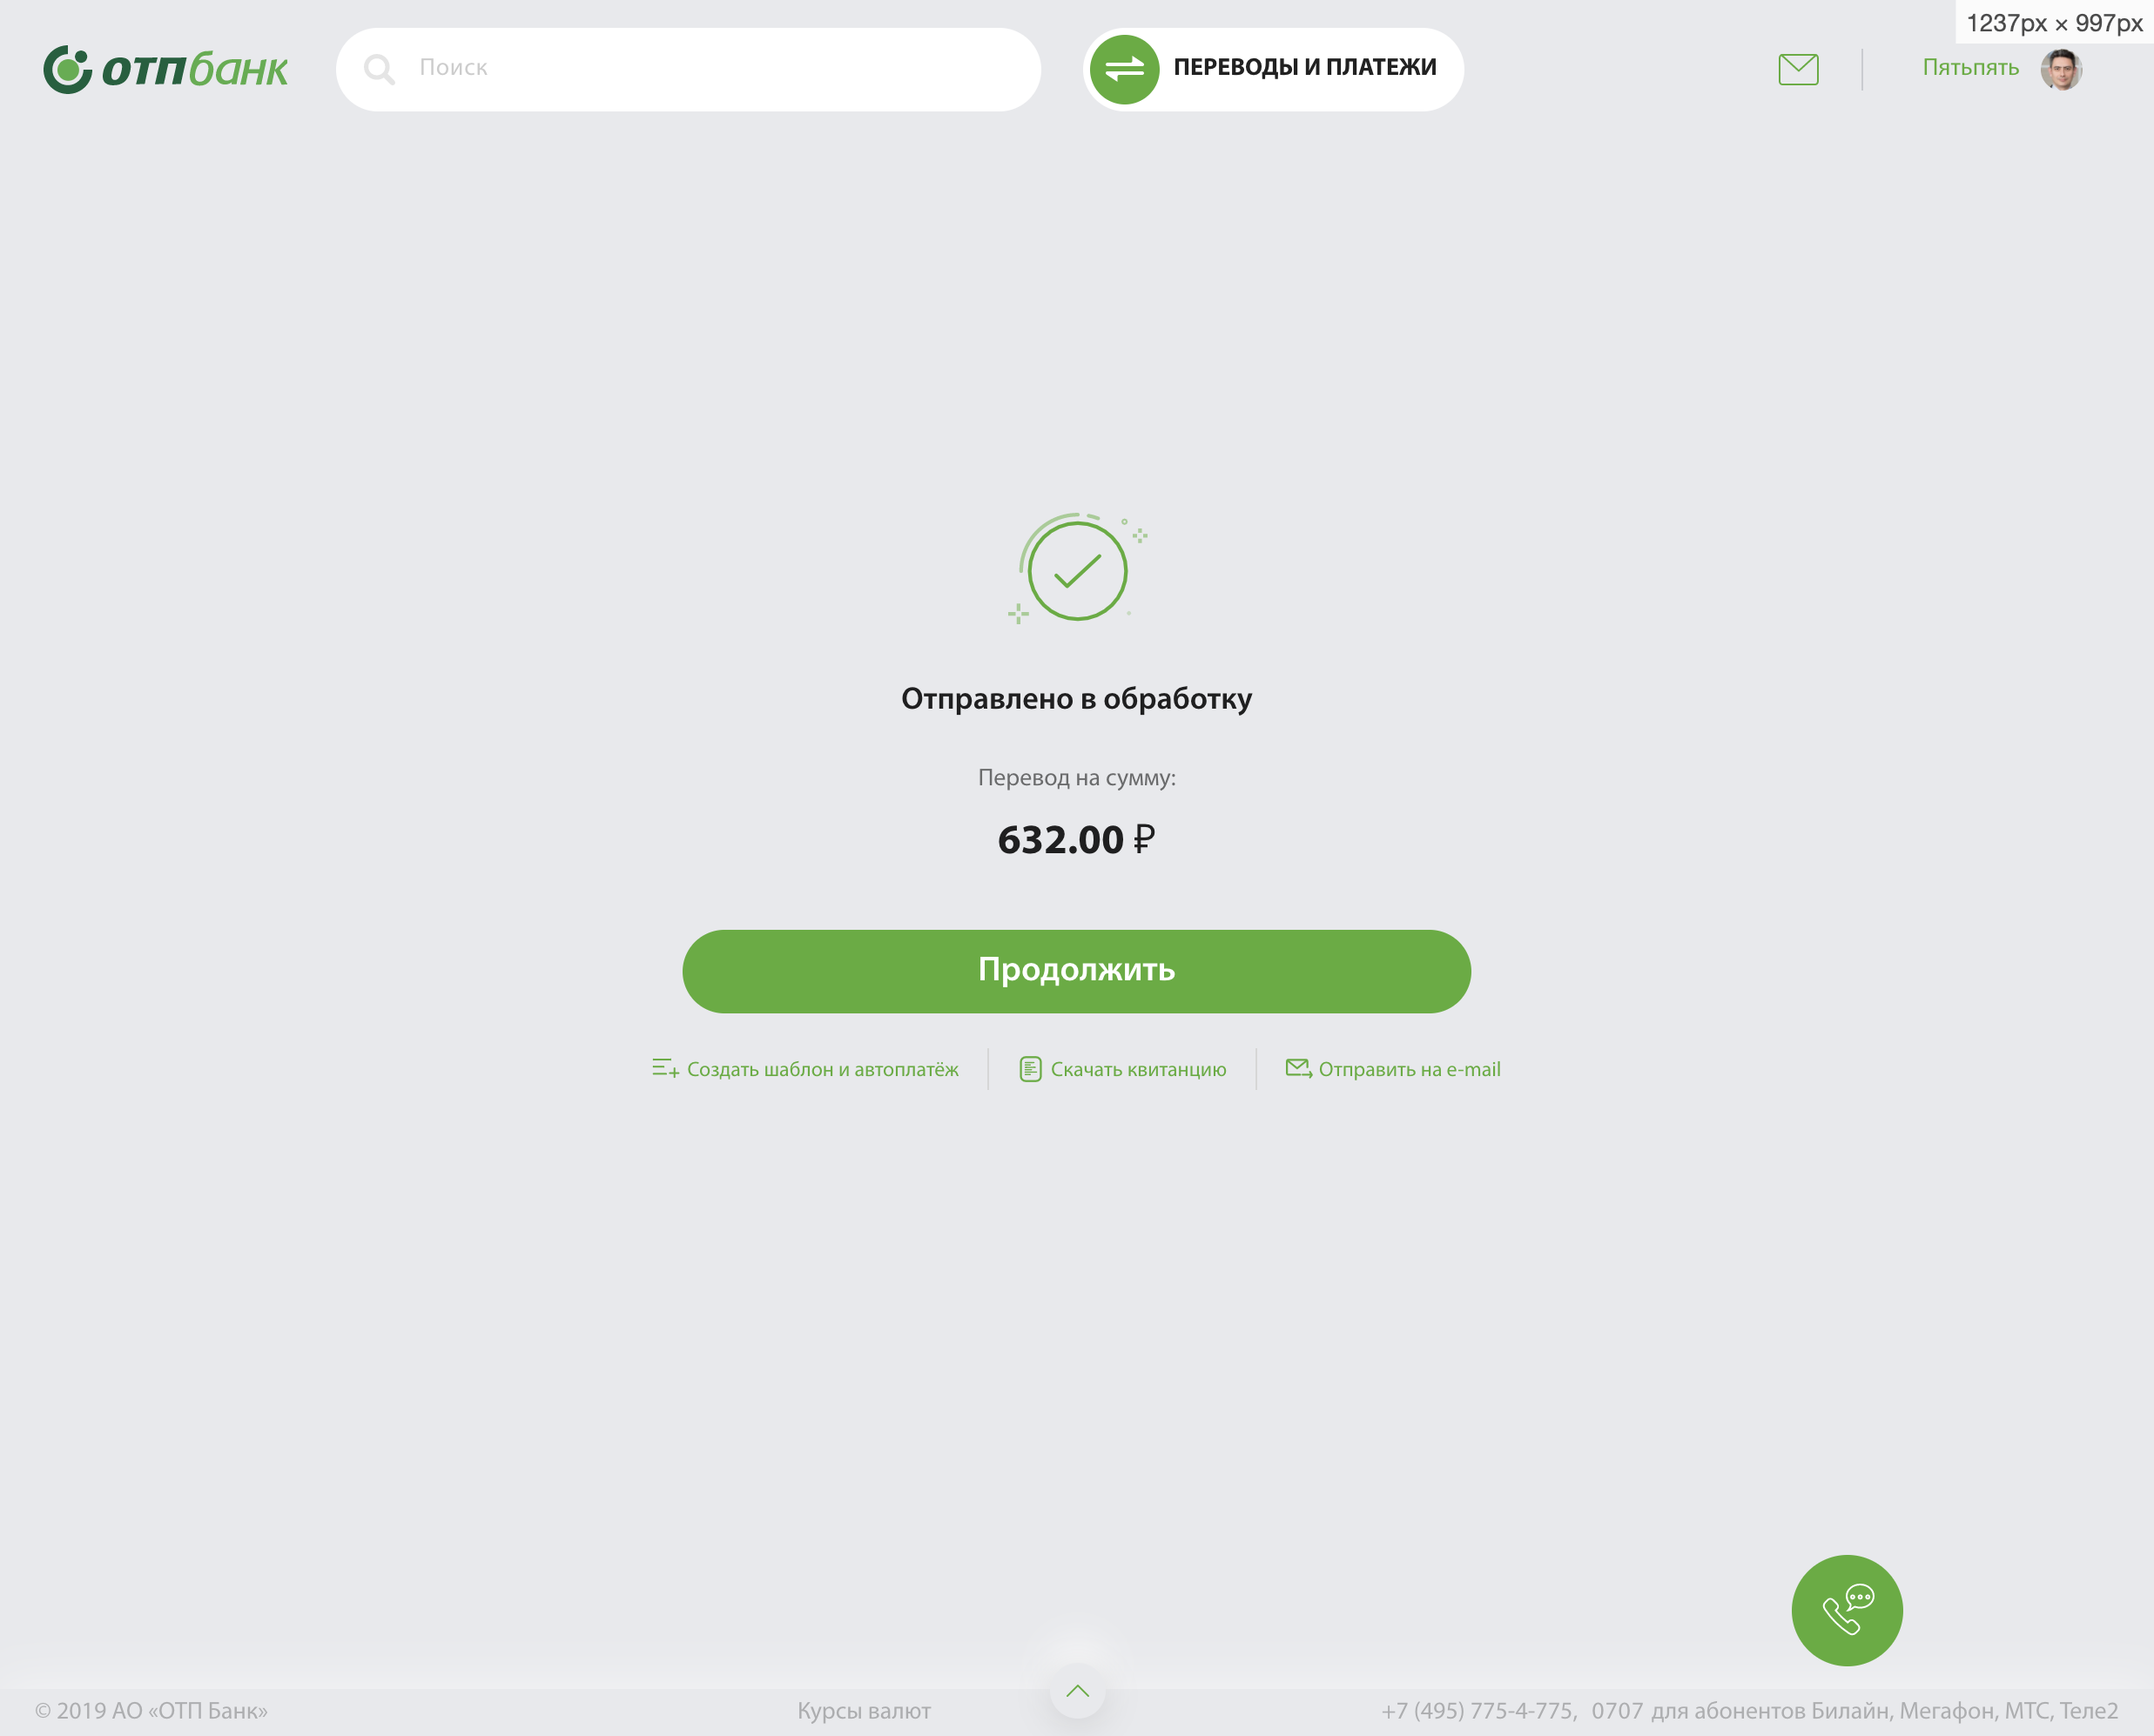 1237px × 997px
отпбанк
Поиск
ПЕРЕВОДЫ И ПЛАТЕЖИ
Пятьпять
Отправлено в обработку
Перевод на сумму:
632.00 ₽
Продолжить
Создать шаблон и автоплатёж
Скачать квитанцию
Отправить на e-mail
© 2019 АО «ОТП Банк»
Курсы валют
+7 (495) 775-4-775, 0707 для абонентов Билайн, Мегафон, МТС, Теле2